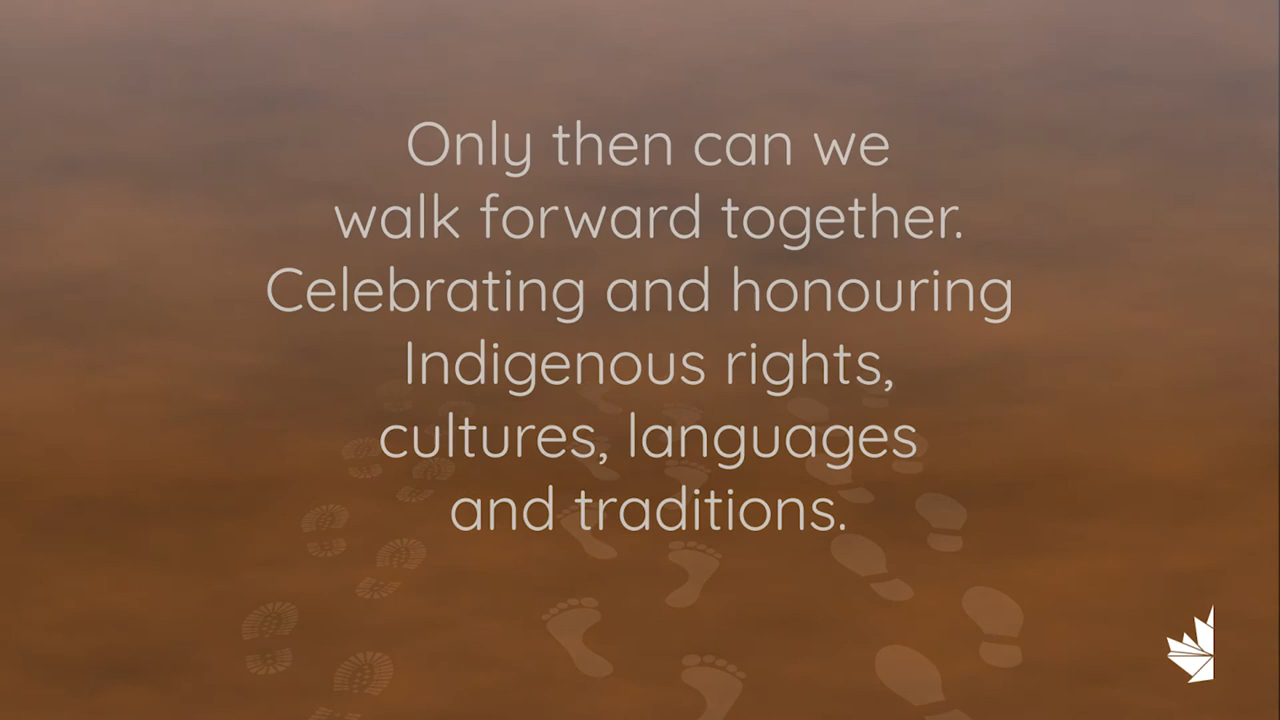 Only then can we
walk forward together.
Celebrating and honouring
Indigenous rights,
cultures, languages
and traditions.